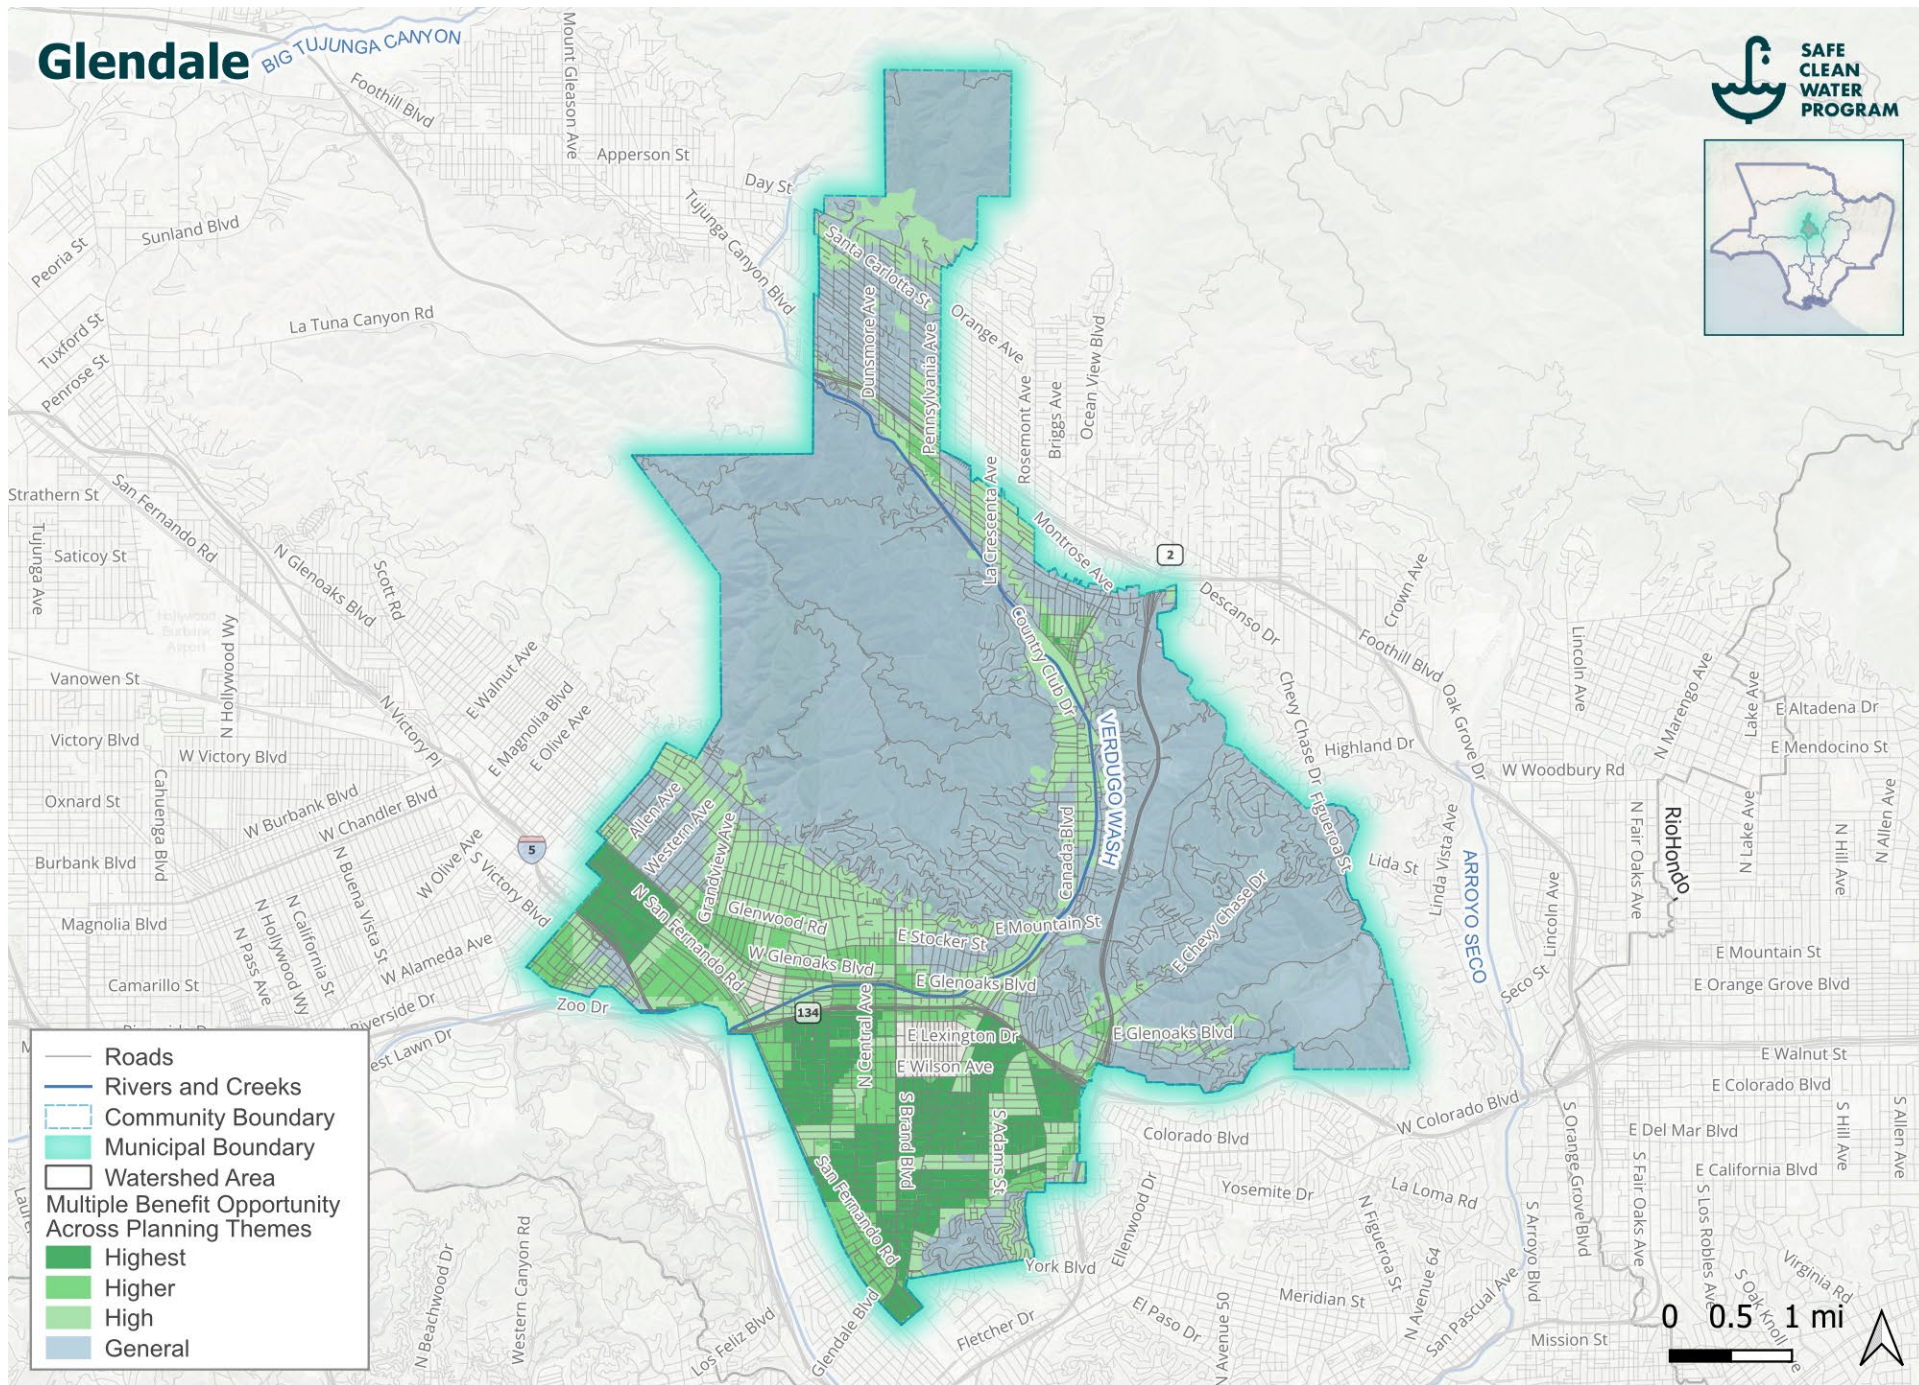 Glendale
BIG TUJUNGA CANYON
SAFE
CLEAN
WATER
PROGRAM
Mount Gleason Ave
Foothill Blvd
Apperson St
Day St
Tujunga Canyon Blvd
Sunland Blvd
Peoria St
La Tuna Canyon Rd
Tuxford St
Penrose St
Santa Carlotta St
Dunsmore Ave
Pennsylvania Ave
Orange Ave
Ocean View Blvd
Rosemont Ave
Briggs Ave
La Crescenta Ave
Montrose Ave
2
Strathern St
San Fernando Rd
Tujunga Ave
Saticoy St
N Glenoaks Blvd
Scott Rd
Hollywood
Burbank
Airport
N Hollywood Wy
Vanowen St
E Walnut Ave
E Magnolia Blvd
E Olive Ave
N Victory Pl
Victory Blvd
W Victory Blvd
Country Club Dr
Descanso Dr
Crown Ave
Foothill Blvd
Oak Grove Dr
Chevy Chase Dr
Figueroa St
Highland Dr
Lincoln Ave
N Marengo Ave
Lake Ave
E Altadena Dr
E Mendocino St
W Woodbury Rd
VERDUGO WASH
Oxnard St
Cahuenga Blvd
W Burbank Blvd
W Chandler Blvd
Allen Ave
Western Ave
Grandview Ave
Canada Blvd
5
Burbank Blvd
N Buena Vista St
W Olive Ave
S Victory Blvd
Lida St
Linda Vista Ave
ARROYO SECO
N Fair Oaks Ave
RioHondo
N Lake Ave
N Hill Ave
N Allen Ave
Magnolia Blvd
N Hollywood Wy
N California St
N Pass Ave
W Alameda Ave
N San Fernando Rd
Glenwood Rd
E Stocker St
E Mountain St
E Chevy Chase Dr
Lincoln Ave
E Mountain St
W Glenoaks Blvd
E Glenoaks Blvd
Seco St
E Orange Grove Blvd
Camarillo St
Riverside Dr
Riverside Dr
Zoo Dr
134
N Central Ave
E Lexington Dr
E Glenoaks Blvd
E Wilson Ave
E Walnut St
E Colorado Blvd
W Colorado Blvd
S Brand Blvd
S Adams St
Colorado Blvd
S Orange Grove Blvd
E Del Mar Blvd
S Hill Ave
S Allen Ave
S Fair Oaks Ave
E California Blvd
San Fernando Rd
Ellenwood Dr
Yosemite Dr
La Loma Rd
N Figueroa St
S Arroyo Blvd
S Los Robles Ave
York Blvd
N Avenue 64
Virginia Rd
S Oak Knoll Ave
N Beachwood Dr
Western Canyon Rd
Los Feliz Blvd
Glendale Blvd
Fletcher Dr
El Paso Dr
N Avenue 50
Meridian St
San Pascual Ave
Mission St
Roads
Rivers and Creeks
Community Boundary
Municipal Boundary
Watershed Area
Multiple Benefit Opportunity
Across Planning Themes
Highest
Higher
High
General
0 0.5 1 mi